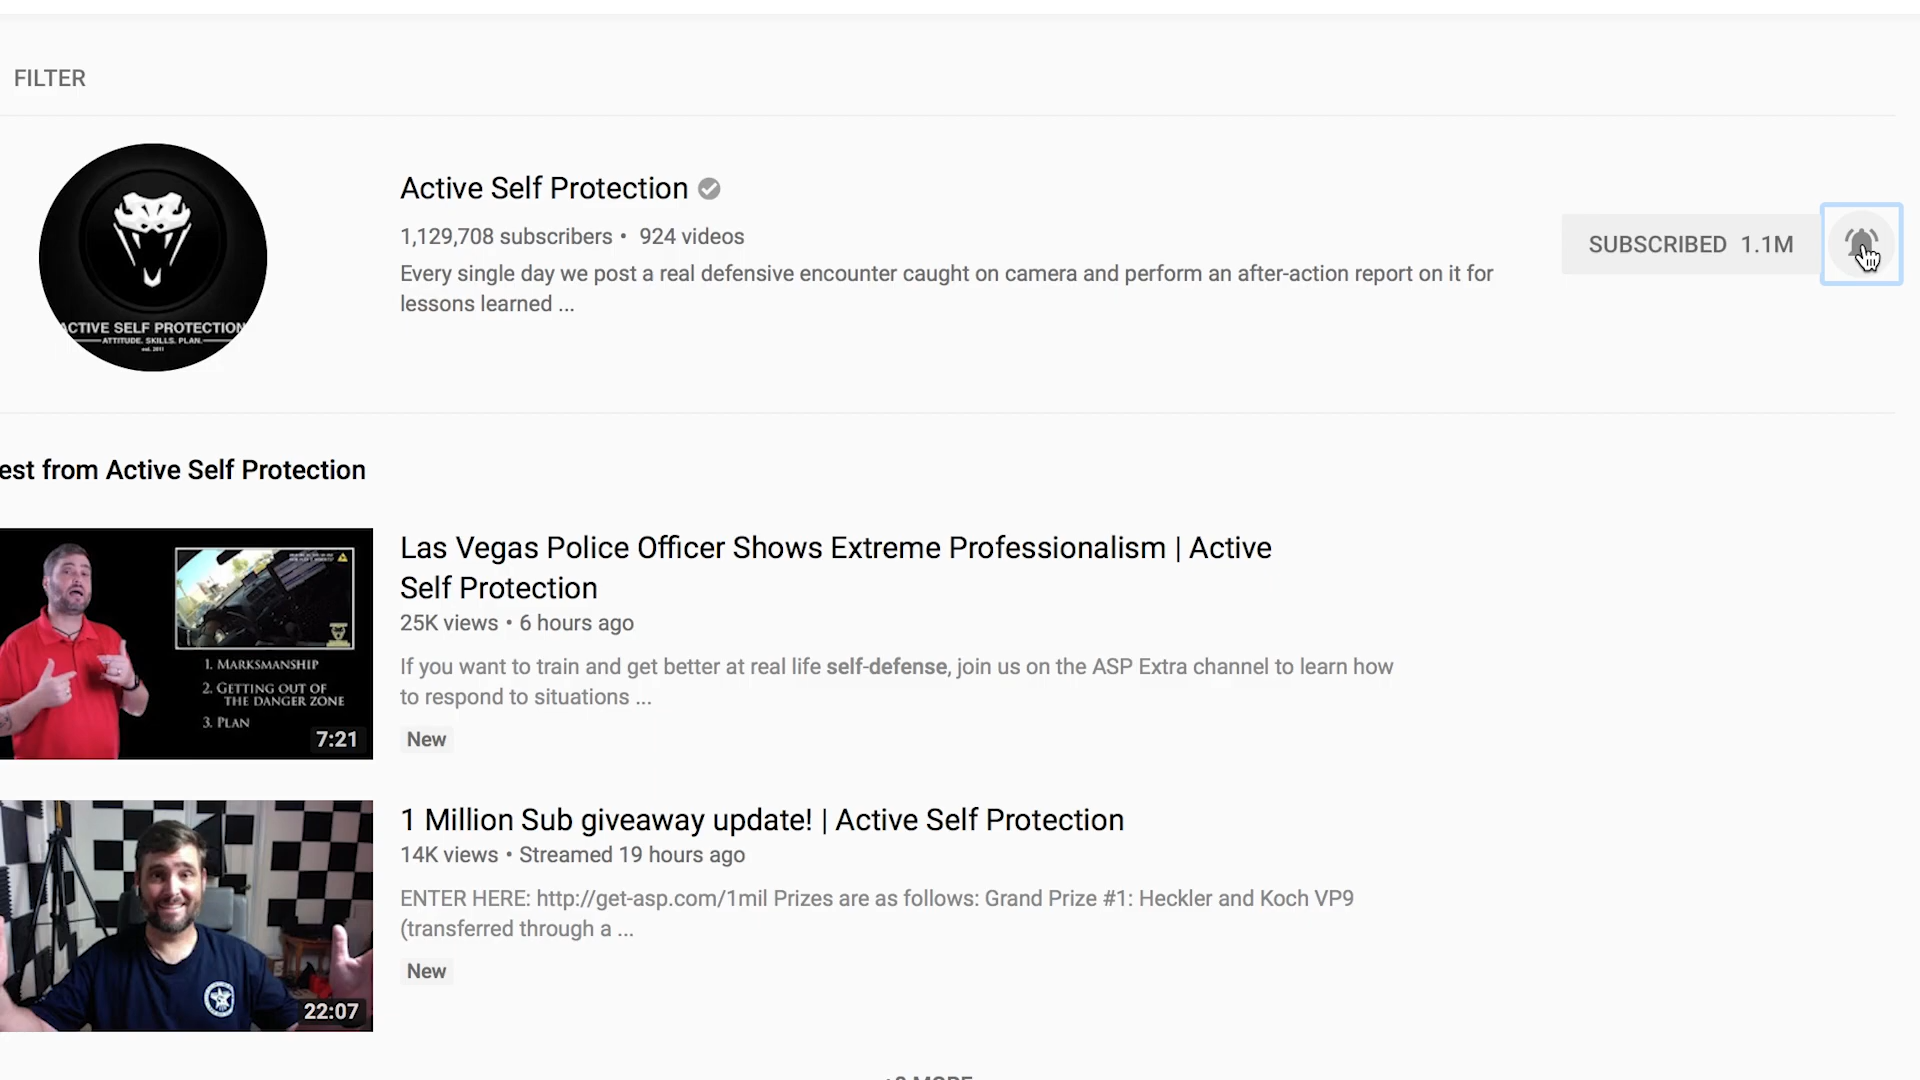 FILTER
Active Self Protection
1,129,708 subscribers • 924 videos
Every single day we post a real defensive encounter caught on camera and perform an after-action report on it for
lessons learned ...
SUBSCRIBED 1.1M
ACTIVE SELF PROTECTION
ATTITUDE. SKILLS. PLAN.
est. 2011
est from Active Self Protection
Las Vegas Police Officer Shows Extreme Professionalism | Active
Self Protection
25K views • 6 hours ago
If you want to train and get better at real life self-defense, join us on the ASP Extra channel to learn how
to respond to situations ...
New
1. MARKSMANSHIP
2. GETTING OUT OF
THE DANGER ZONE
3. PLAN
7:21
1 Million Sub giveaway update! | Active Self Protection
14K views • Streamed 19 hours ago
ENTER HERE: http://get-asp.com/1mil Prizes are as follows: Grand Prize #1: Heckler and Koch VP9
(transferred through a ...
New
22:07